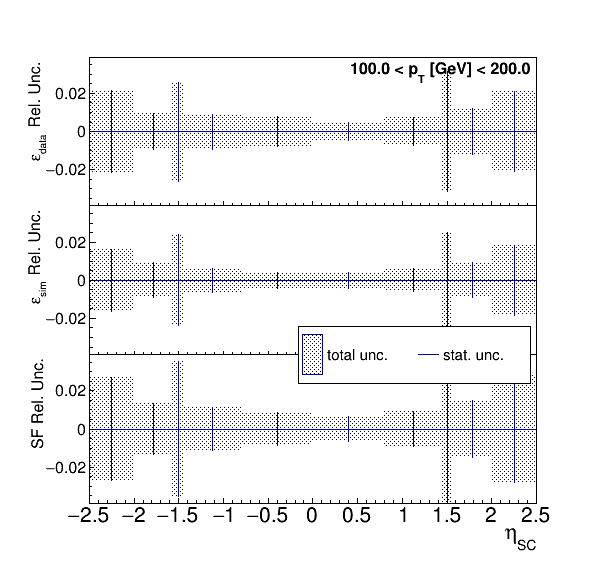 100.0 < p_T [GeV] < 200.0
ε_data Rel. Unc.
0.02
0
−0.02
ε_sim Rel. Unc.
0.02
0
−0.02
total unc. stat. unc.
SF Rel. Unc.
0.02
0
−0.02
−2.5 −2 −1.5 −1 −0.5 0 0.5 1 1.5 2 2.5
η_SC